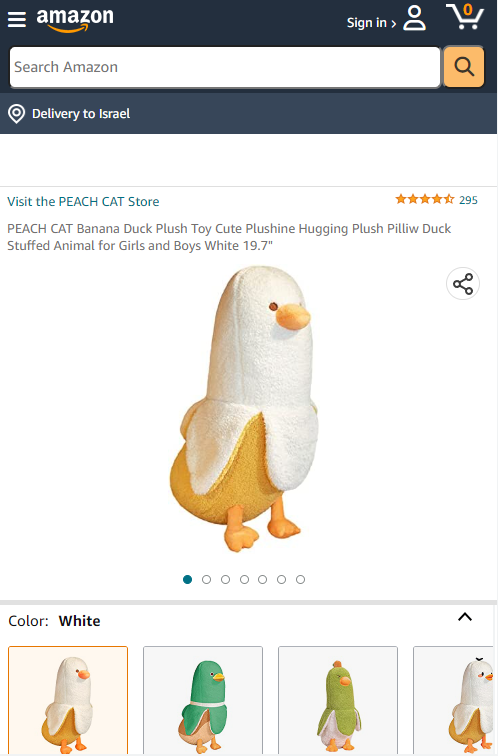 amazon
Sign in ›
0
Search Amazon
Delivery to Israel
Visit the PEACH CAT Store
295
PEACH CAT Banana Duck Plush Toy Cute Plushine Hugging Plush Pilliw Duck
Stuffed Animal for Girls and Boys White 19.7"
Color: White